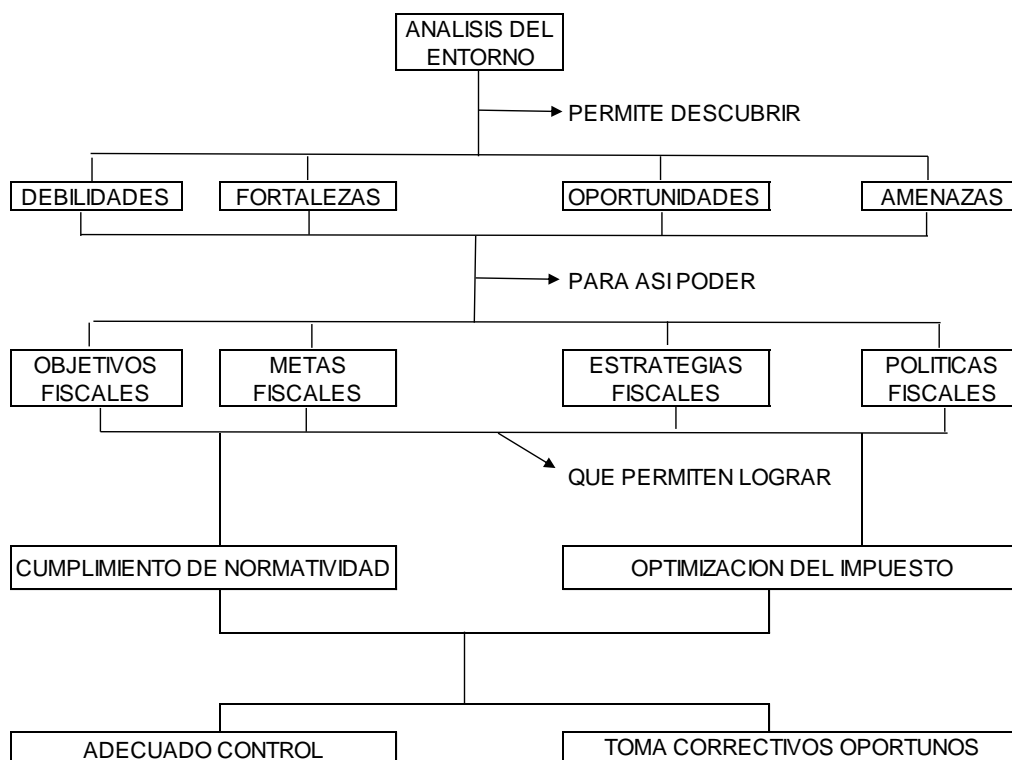 ANALISIS DEL
ENTORNO
PERMITE DESCUBRIR
DEBILIDADES
FORTALEZAS
OPORTUNIDADES
AMENAZAS
PARA ASI PODER
OBJETIVOS
FISCALES
METAS
FISCALES
ESTRATEGIAS
FISCALES
POLITICAS
FISCALES
QUE PERMITEN LOGRAR
CUMPLIMIENTO DE NORMATIVIDAD
OPTIMIZACION DEL IMPUESTO
ADECUADO CONTROL
TOMA CORRECTIVOS OPORTUNOS